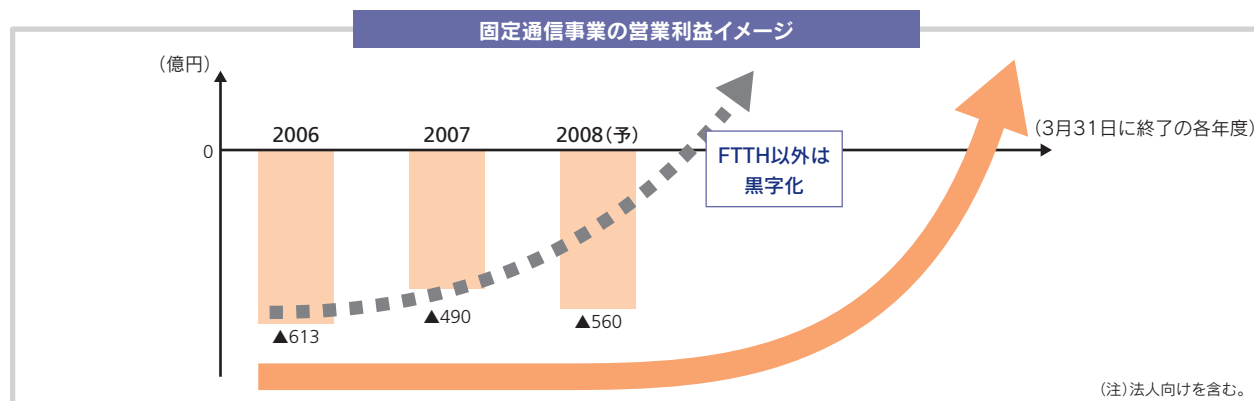 固定通信事業の営業利益イメージ
(億円)
2006 2007 2008(予)
(3月31日に終了の各年度)
0
FTTH以外は
黒字化
▲613 ▲490 ▲560
(注)法人向けを含む。